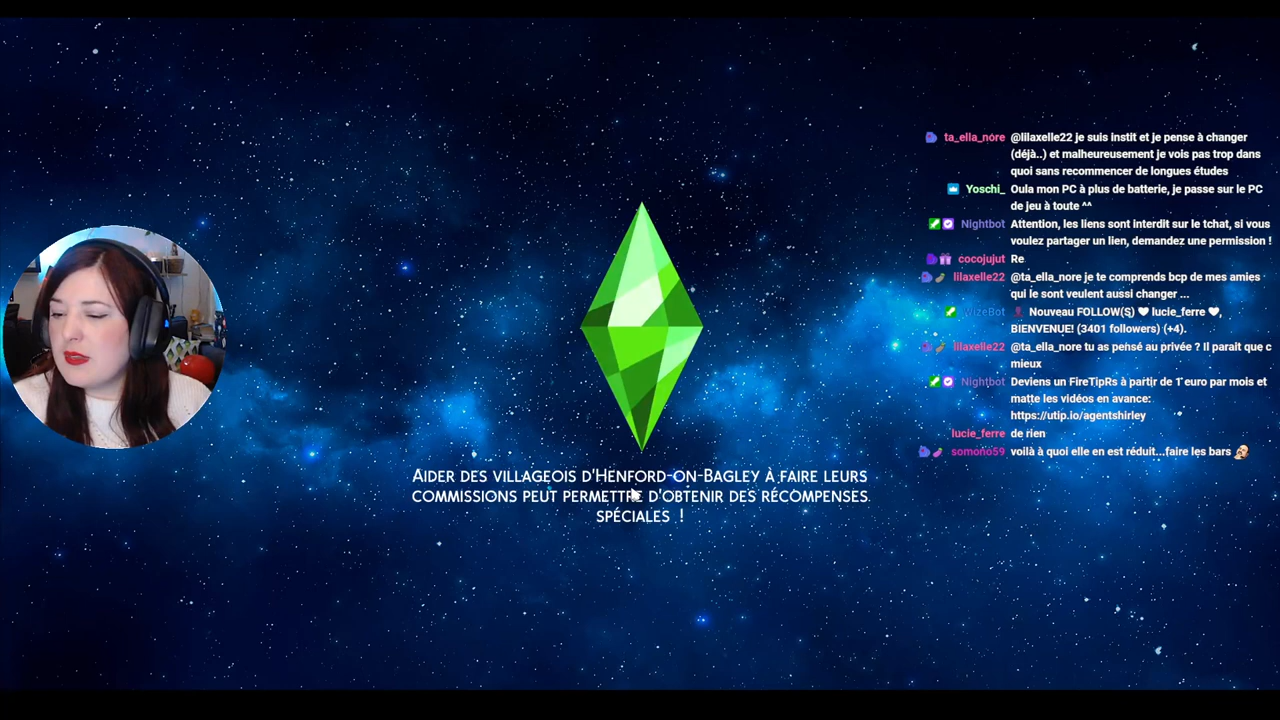 ta_ella_nore @lilaxelle22 je suis instit et je pense à changer
(déjà..) et malheureusement je vois pas trop dans
quoi sans recommencer de longues études
Yoschi_ Oula mon PC à plus de batterie, je passe sur le PC
de jeu à toute ^^
Nightbot Attention, les liens sont interdit sur le tchat, si vous
voulez partager un lien, demandez une permission !
cocojujut Re
lilaxelle22 @ta_ella_nore je te comprends bcp de mes amies
qui le sont veulent aussi changer ...
WizeBot Nouveau FOLLOW(S) lucie_ferre ,
BIENVENUE! (3401 followers) (+4).
lilaxelle22 @ta_ella_nore tu as pensé au privée ? Il parait que c
mieux
Nightbot Deviens un FireTipRs à partir de 1 euro par mois et
matte les vidéos en avance:
https://utip.io/agentshirley
lucie_ferre de rien
somono59 voilà à quoi elle en est réduit...faire les bars
AIDER DES VILLAGEOIS D'HENFORD-ON-BAGLEY À FAIRE LEURS
COMMISSIONS PEUT PERMETTRE D'OBTENIR DES RÉCOMPENSES
SPÉCIALES !